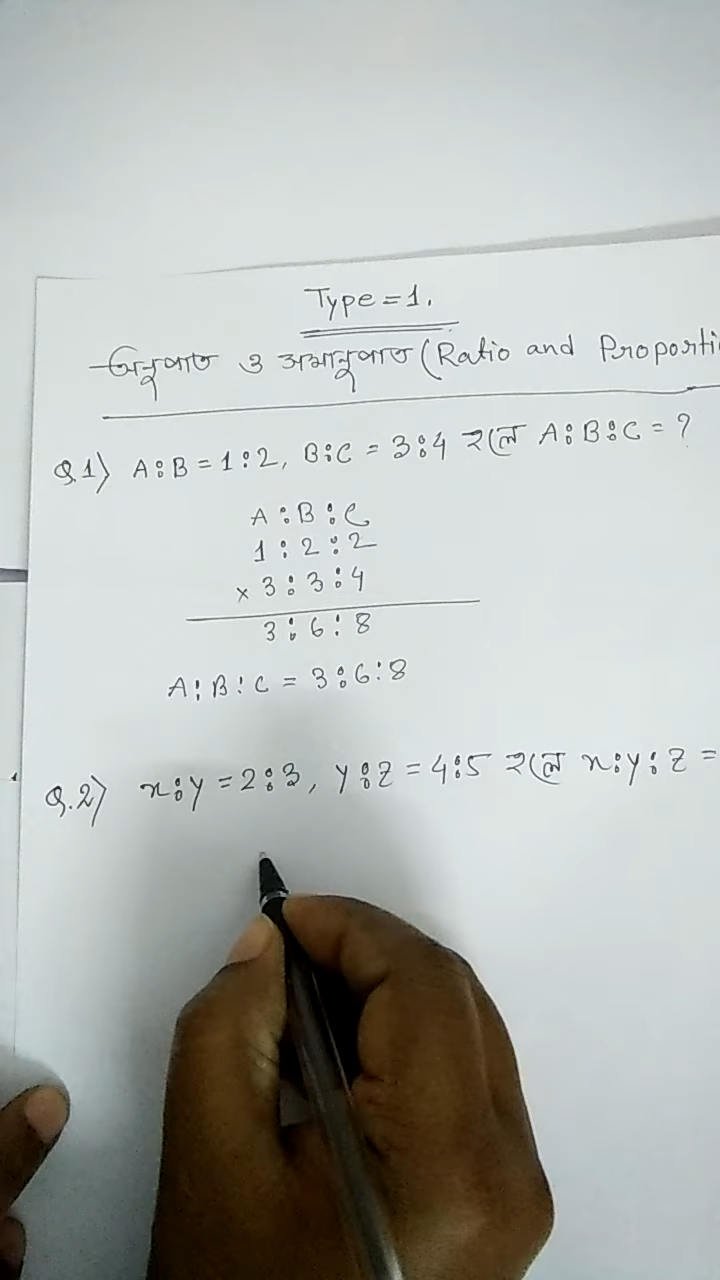 Type = 1.
অনুপাত ও সমানুপাত (Ratio and Proporti
Q.1) A:B = 1:2, B:C = 3:4 হলে A:B:C = ?
A : B : C
1 : 2 : 2
× 3 : 3 : 4
3 : 6 : 8
A : B : C = 3:6:8
Q.2) x:y = 2:3, y:z = 4:5 হলে x:y:z =